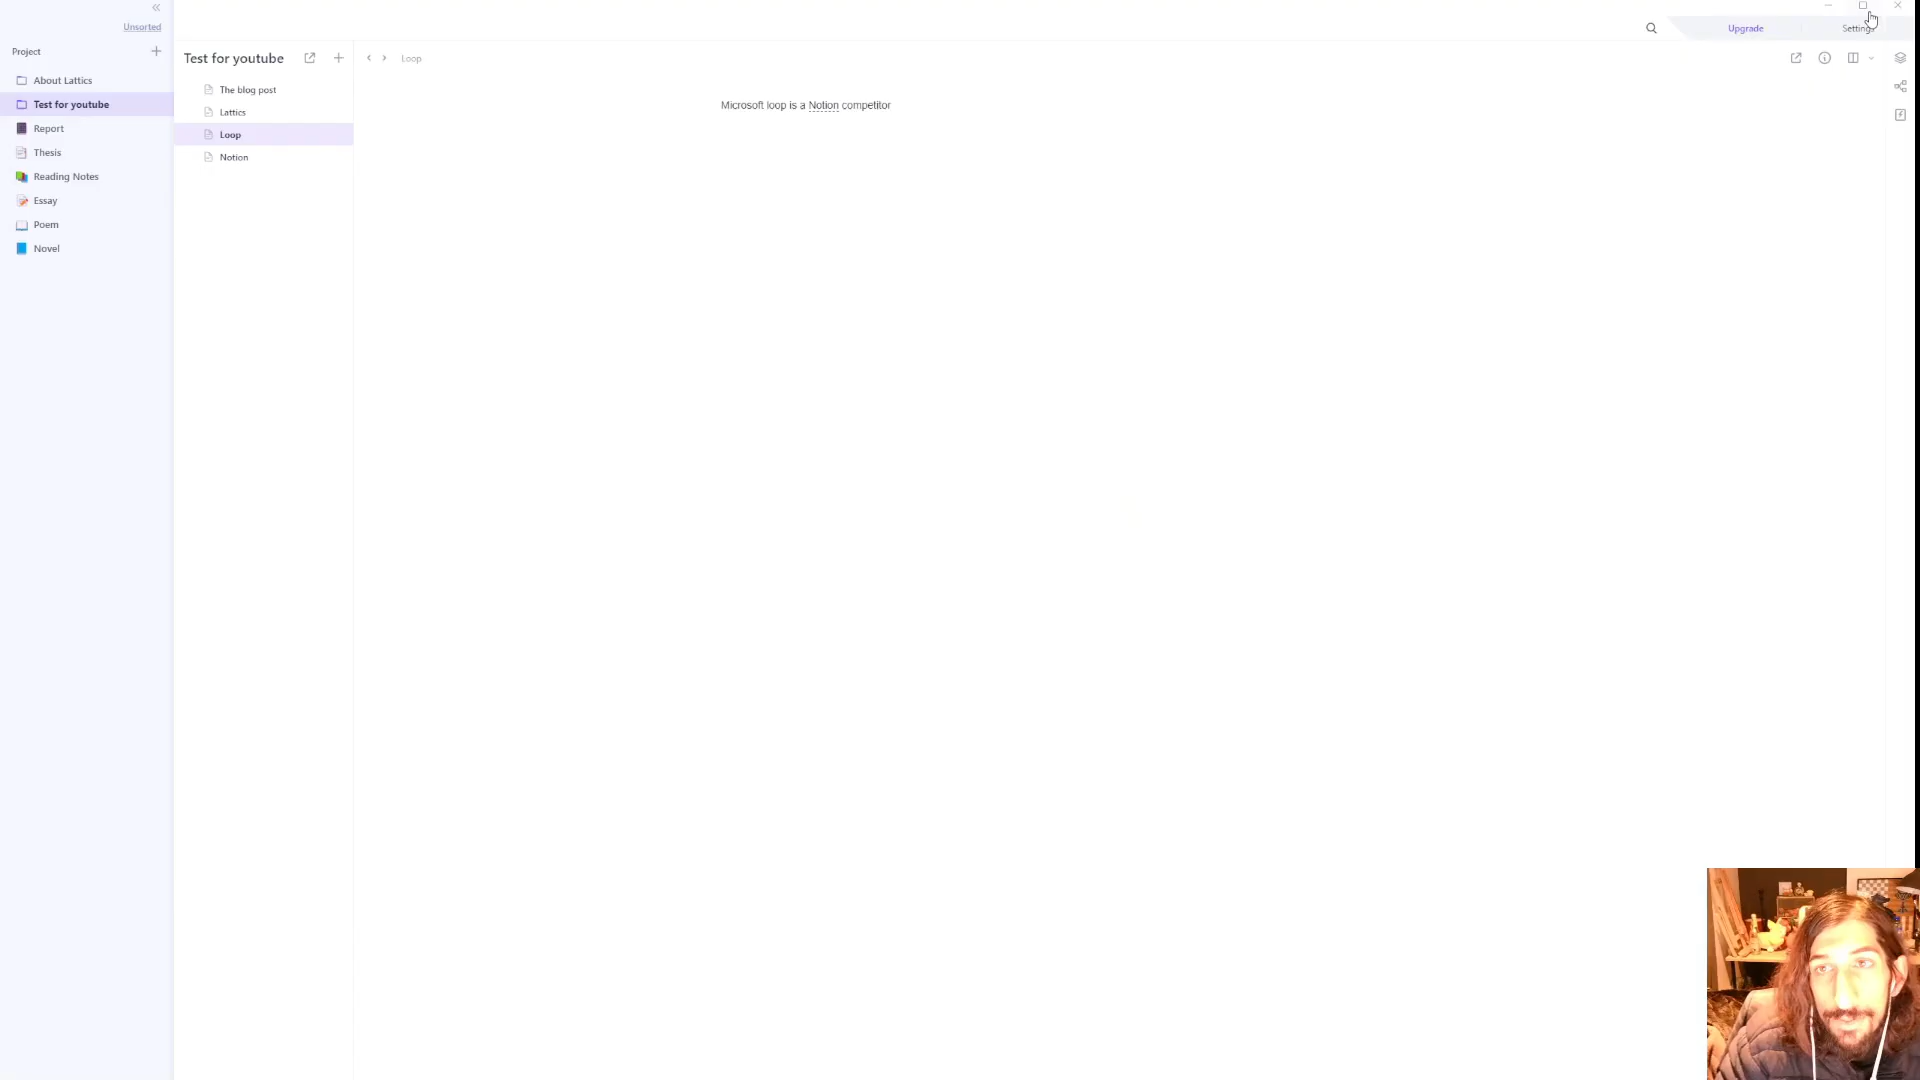 Unsorted
Project
About Lattics
Test for youtube
Report
Thesis
Reading Notes
Essay
Poem
Novel
Upgrade
Settings
Test for youtube
The blog post
Lattics
Loop
Notion
Loop
Microsoft loop is a Notion competitor